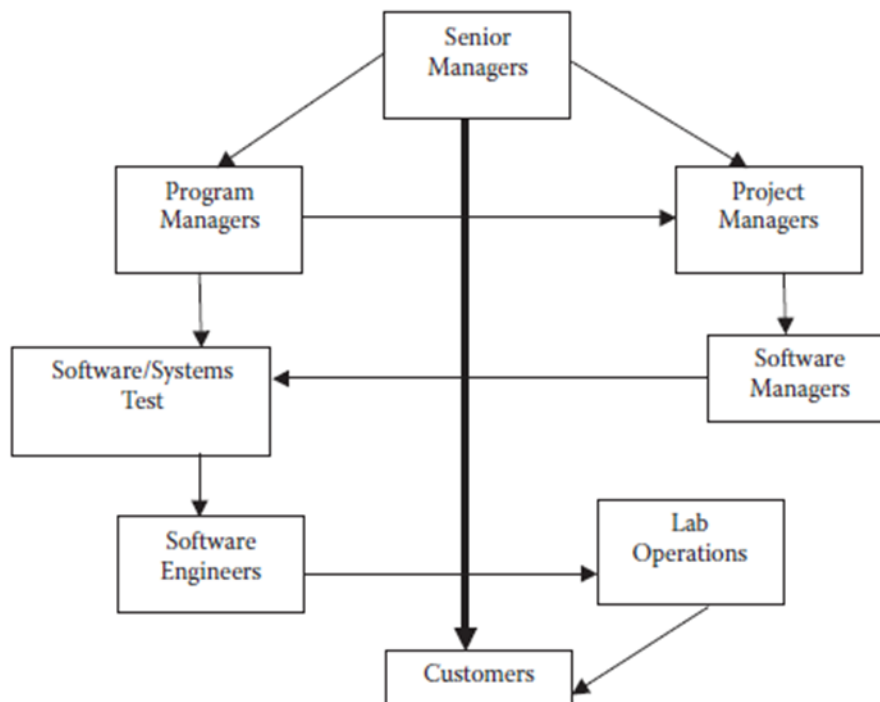 Senior
Managers
Program
Managers
Project
Managers
Software/Systems
Test
Software
Managers
Software
Engineers
Lab
Operations
Customers